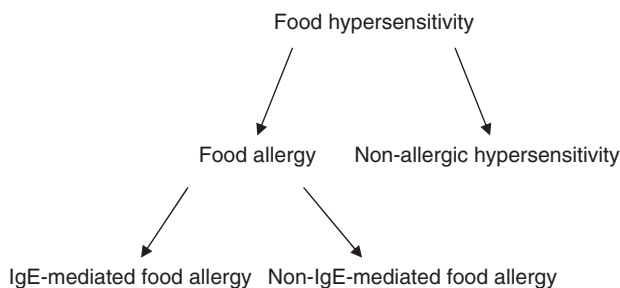 Food hypersensitivity
Food allergy
Non-allergic hypersensitivity
IgE-mediated food allergy
Non-IgE-mediated food allergy